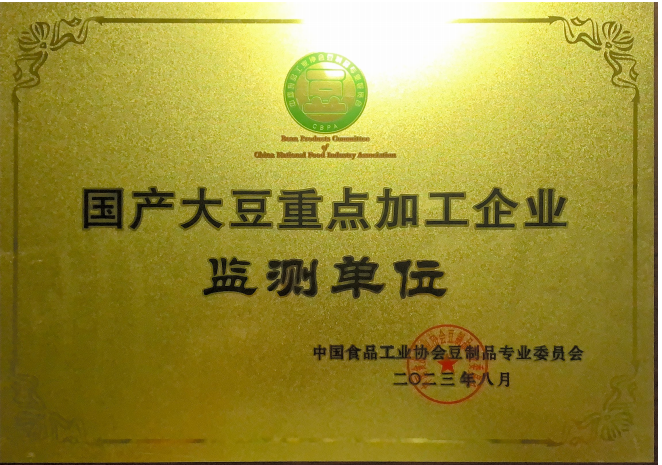 豆
CBPA
Bean Products Committee
of
China National Food Industry Association
国产大豆重点加工企业
监测单位
中国食品工业协会豆制品专业委员会
二〇二三年八月